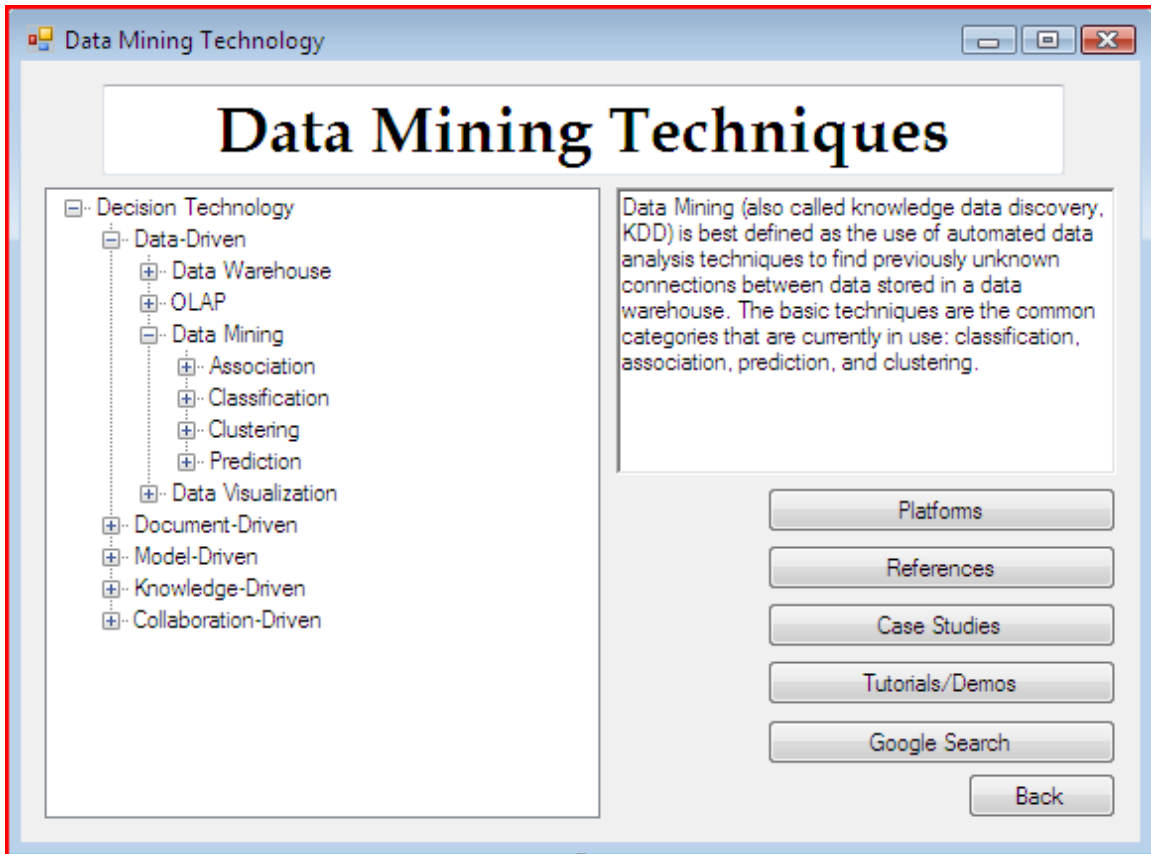 Data Mining Technology
Data Mining Techniques
Decision Technology
Data-Driven
Data Warehouse
OLAP
Data Mining
Association
Classification
Clustering
Prediction
Data Visualization
Document-Driven
Model-Driven
Knowledge-Driven
Collaboration-Driven
Data Mining (also called knowledge data discovery,
KDD) is best defined as the use of automated data
analysis techniques to find previously unknown
connections between data stored in a data
warehouse. The basic techniques are the common
categories that are currently in use: classification,
association, prediction, and clustering.
Platforms
References
Case Studies
Tutorials/Demos
Google Search
Back